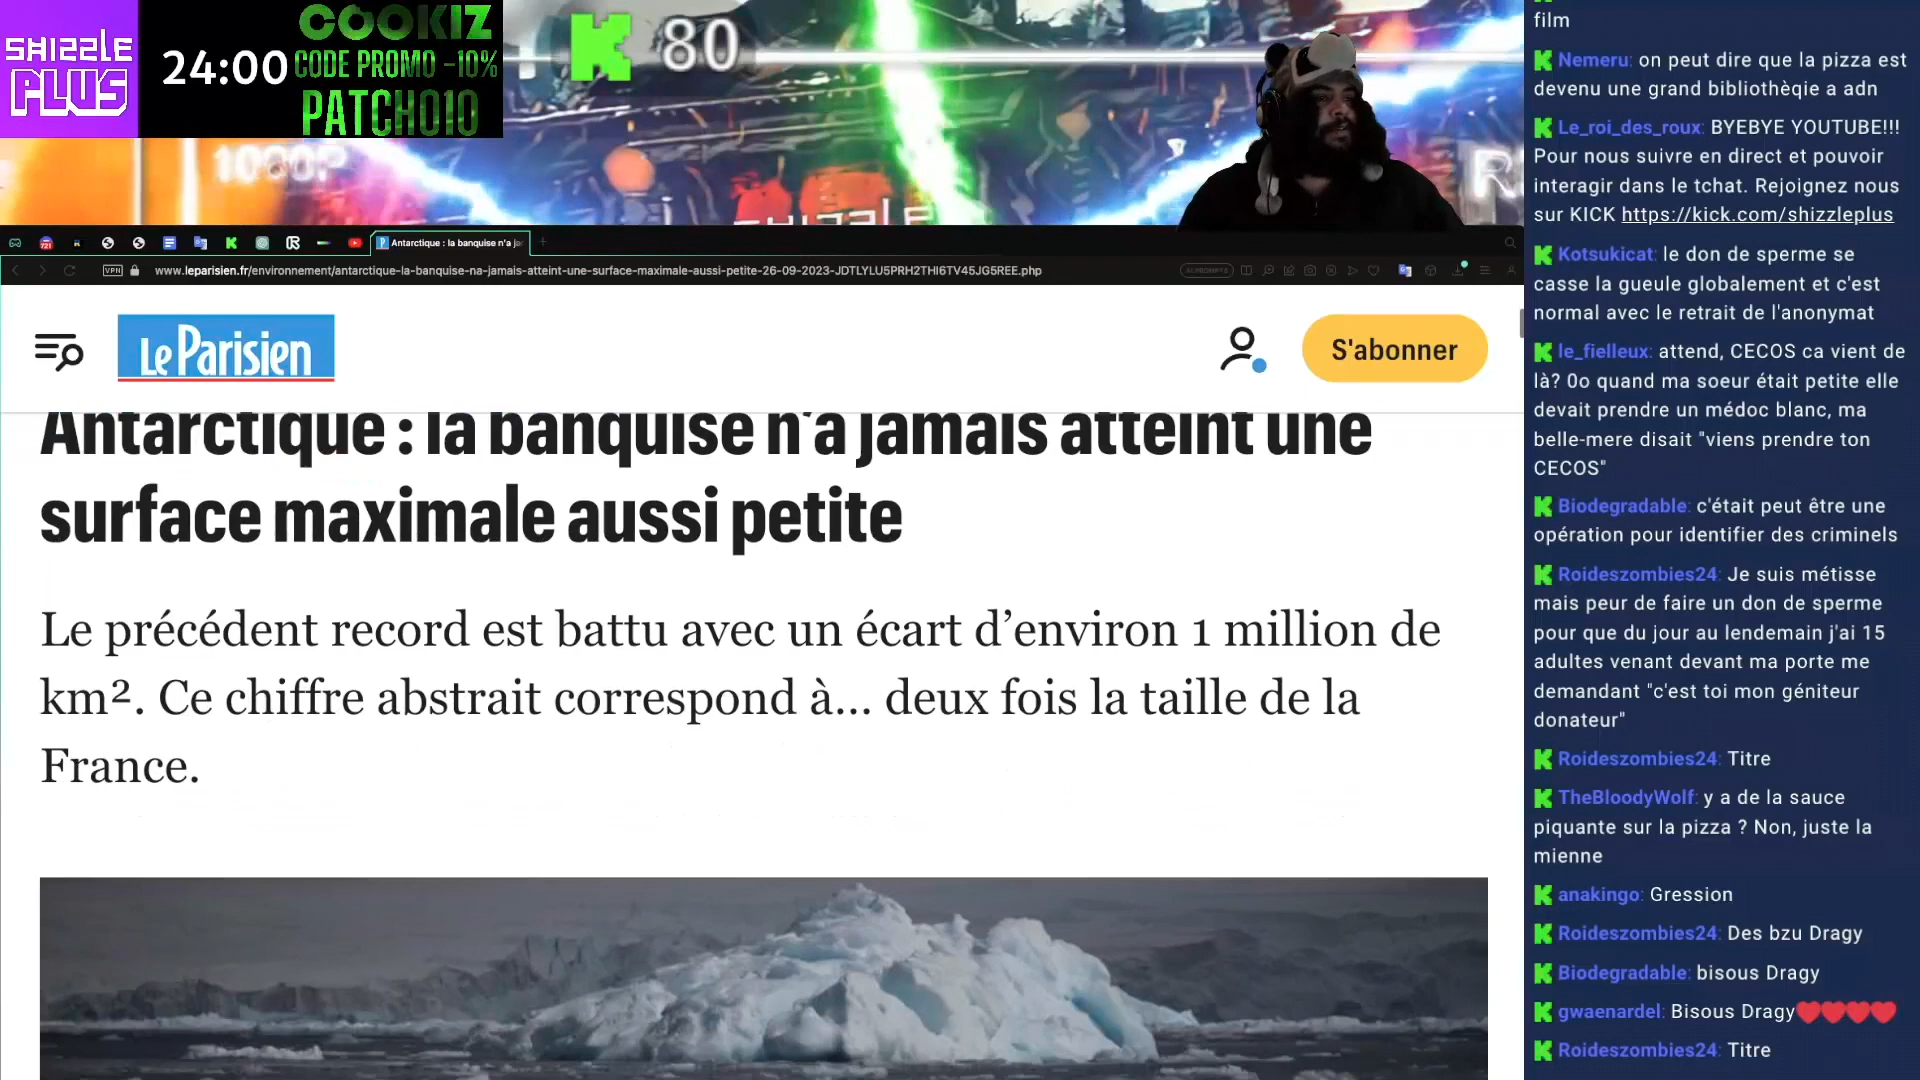 SHIZZLE
PLUS
24:00
COOKIZ
CODE PROMO -10%
PATCHO10
80
1080P
shizzle
R
Antarctique : la banquise n'a ja
VPN
www.leparisien.fr/environnement/antarctique-la-banquise-na-jamais-atteint-une-surface-maximale-aussi-petite-26-09-2023-JDTLYLU5PRH2THI6TV45JG5REE.php
Le Parisien
S'abonner
Antarctique : la banquise n'a jamais atteint une
surface maximale aussi petite
Le précédent record est battu avec un écart d’environ 1 million de
km². Ce chiffre abstrait correspond à... deux fois la taille de la
France.
film
Nemeru: on peut dire que la pizza est
devenu une grand bibliothèqie a adn
Le_roi_des_roux: BYEBYE YOUTUBE!!!
Pour nous suivre en direct et pouvoir
interagir dans le tchat. Rejoignez nous
sur KICK https://kick.com/shizzleplus
Kotsukicat: le don de sperme se
casse la gueule globalement et c'est
normal avec le retrait de l'anonymat
le_fielleux: attend, CECOS ca vient de
là? 0o quand ma soeur était petite elle
devait prendre un médoc blanc, ma
belle-mere disait "viens prendre ton
CECOS"
Biodegradable: c'était peut être une
opération pour identifier des criminels
Roideszombies24: Je suis métisse
mais peur de faire un don de sperme
pour que du jour au lendemain j'ai 15
adultes venant devant ma porte me
demandant "c'est toi mon géniteur
donateur"
Roideszombies24: Titre
TheBloodyWolf: y a de la sauce
piquante sur la pizza ? Non, juste la
mienne
anakingo: Gression
Roideszombies24: Des bzu Dragy
Biodegradable: bisous Dragy
gwaenardel: Bisous Dragy❤❤❤❤
Roideszombies24: Titre